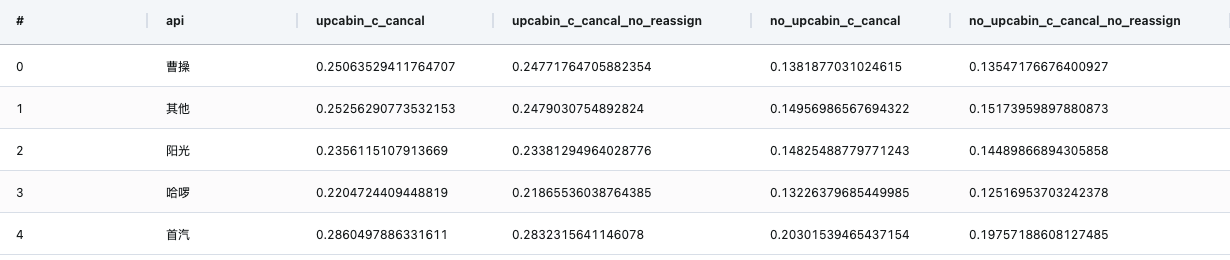 # api upcabin_c_cancal upcabin_c_cancal_no_reassign no_upcabin_c_cancal no_upcabin_c_cancal_no_reassign
0 曹操 0.25063529411764707 0.24771764705882354 0.1381877031024615 0.13547176676400927
1 其他 0.25256290773532153 0.2479030754892824 0.14956986567694322 0.15173959897880873
2 阳光 0.2356115107913669 0.23381294964028776 0.14825488779771243 0.14489866894305858
3 哈啰 0.2204724409448819 0.21865536038764385 0.13226379685449985 0.12516953703242378
4 首汽 0.2860497886331611 0.2832315641146078 0.20301539465437154 0.19757188608127485